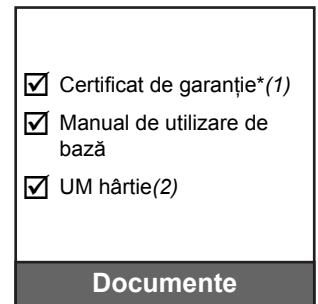 ☑ Certificat de garanție*(1)
☑ Manual de utilizare de
bază
☑ UM hârtie(2)
Documente